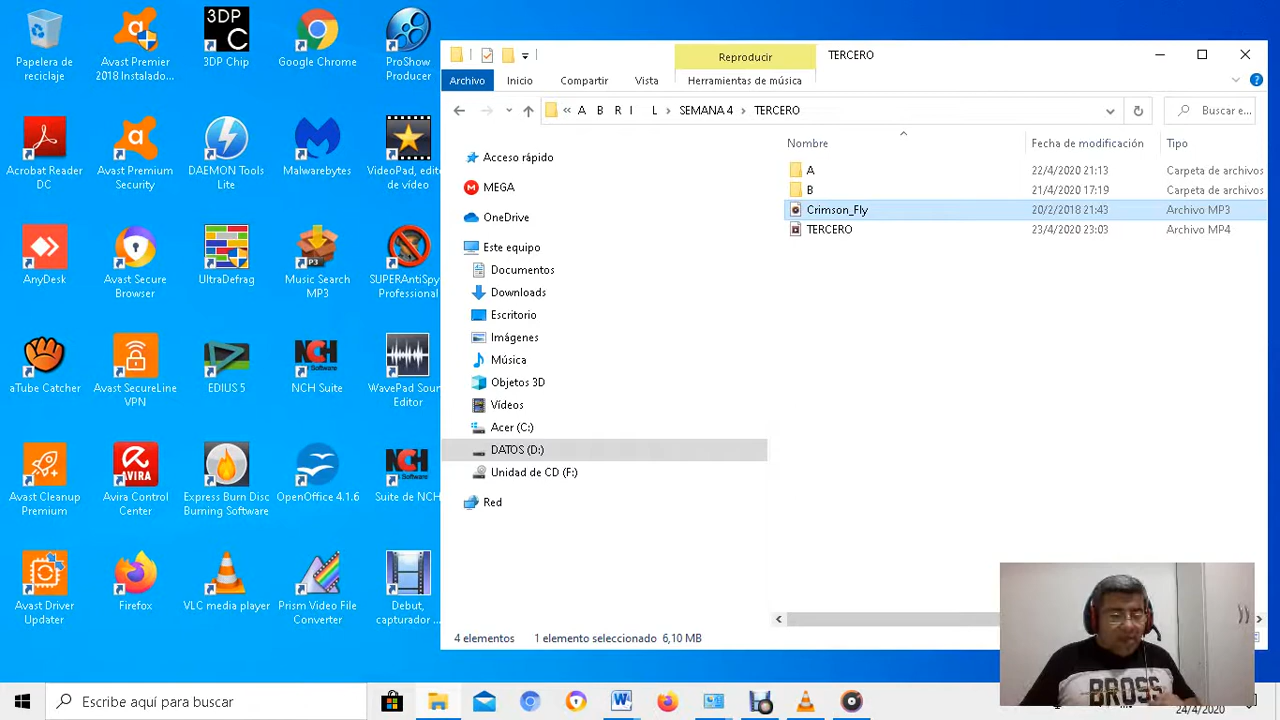 Papelera de
reciclaje
Avast Premier
2018 Instalado...
3DP
C
3DP Chip
Google Chrome
ProShow
Producer
Acrobat Reader
DC
Avast Premium
Security
DAEMON Tools
Lite
Malwarebytes
VideoPad, edito
de vídeo
AnyDesk
Avast Secure
Browser
UltraDefrag
Music Search
MP3
SUPERAntiSpy
Professional
aTube Catcher
Avast SecureLine
VPN
EDIUS 5
NCH
NCH Suite
WavePad Soun
Editor
Avast Cleanup
Premium
AVIRA
Avira Control
Center
Express Burn Disc
Burning Software
OpenOffice 4.1.6
NCH
Suite de NCH
Avast Driver
Updater
Firefox
VLC media player
Prism Video File
Converter
Debut,
capturador ...
Reproducir
TERCERO
Archivo
Inicio
Compartir
Vista
Herramientas de música
« A B R I L > SEMANA 4 > TERCERO
Buscar e...
Nombre
Fecha de modificación
Tipo
A 22/4/2020 21:13 Carpeta de archivos
B 21/4/2020 17:19 Carpeta de archivos
Crimson_Fly 20/2/2018 21:43 Archivo MP3
TERCERO 23/4/2020 23:03 Archivo MP4
Acceso rápido
MEGA
OneDrive
Este equipo
Documentos
Downloads
Escritorio
Imágenes
Música
Objetos 3D
Vídeos
Acer (C:)
DATOS (D:)
Unidad de CD (F:)
Red
4 elementos
1 elemento seleccionado 6,10 MB
BROSS
Escribe aquí para buscar
24/4/2020